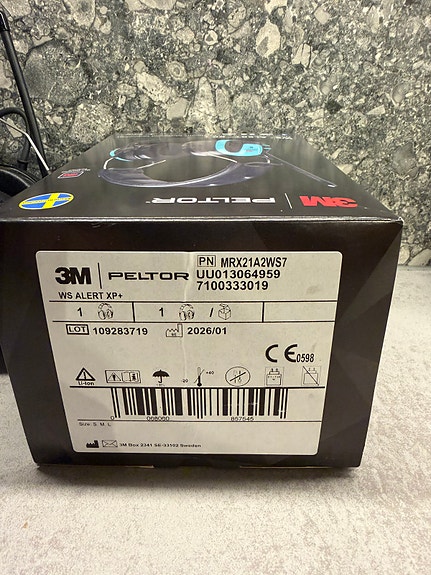 3M PELTOR
3M PELTOR
PN MRX21A2WS7
UU013064959
7100333019
WS ALERT XP+
1 1 /
LOT 109283719 2026/01
CE 0598
Li-Ion -20 +40
Size: S, M, L
3M Box 2341 SE-33102 Sweden